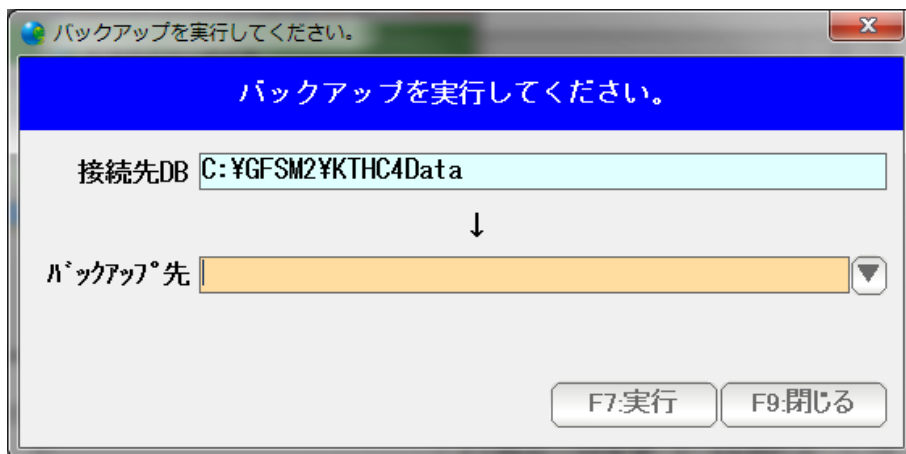 バックアップを実行してください。
x
バックアップを実行してください。
接続先DB C:¥GFSM2¥KTHC4Data
↓
ﾊﾞｯｸｱｯﾌﾟ先
▼
F7:実行 F9:閉じる